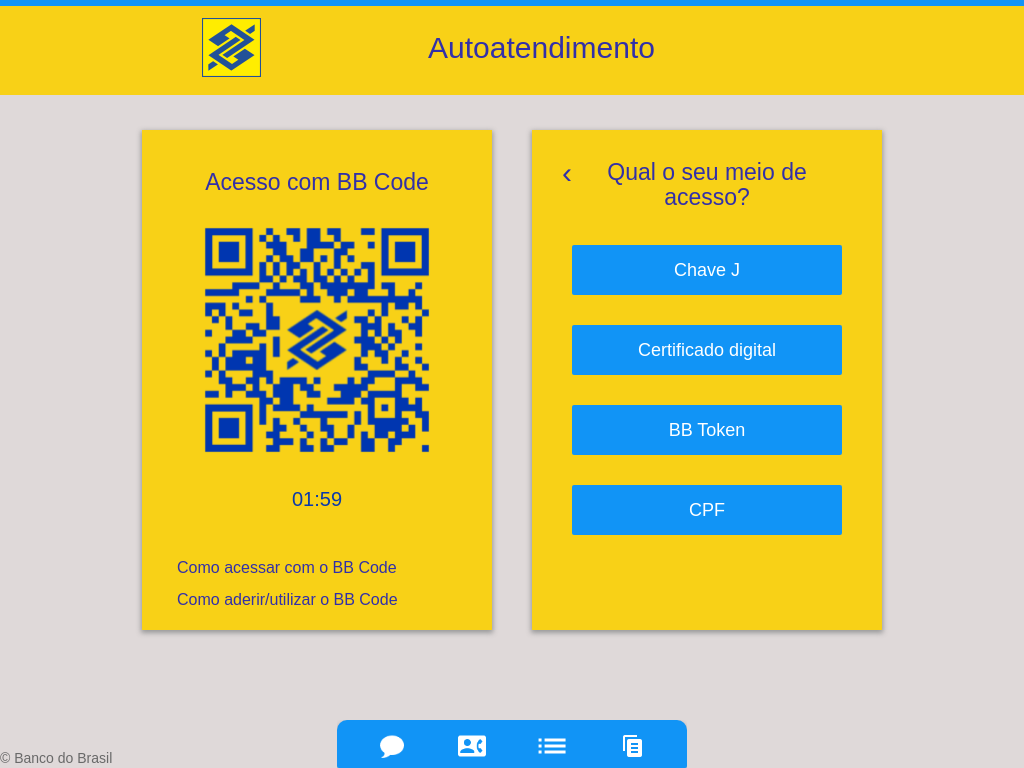 Autoatendimento
Acesso com BB Code
01:59
Como acessar com o BB Code
Como aderir/utilizar o BB Code
‹
Qual o seu meio de
acesso?
Chave J
Certificado digital
BB Token
CPF
© Banco do Brasil